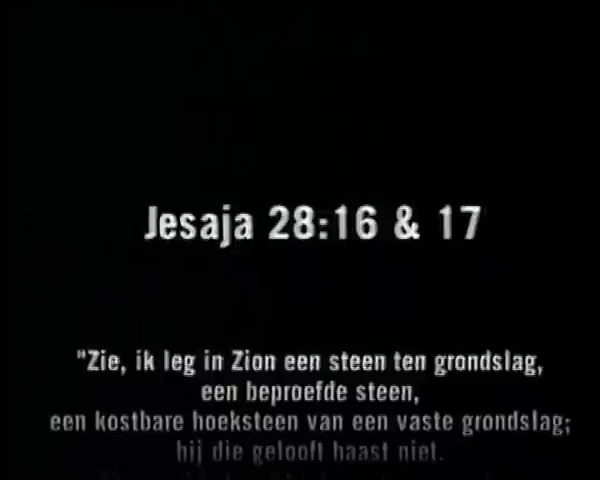 Jesaja 28:16 & 17
"Zie, ik leg in Zion een steen ten grondslag,
een beproefde steen,
een kostbare hoeksteen van een vaste grondslag;
hij die gelooft haast niet.